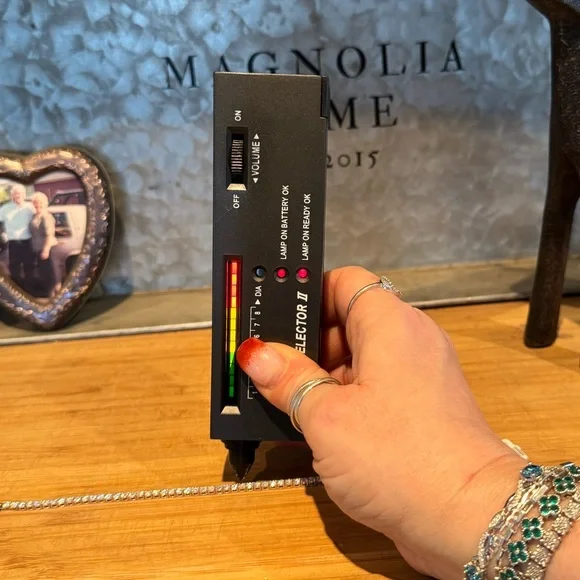 MAGNOLIA
ME
2015
ON
◄ VOLUME ►
OFF
LAMP ON BATTERY OK
LAMP ON READY OK
► DIA
8
7
6
1
ELECTOR II